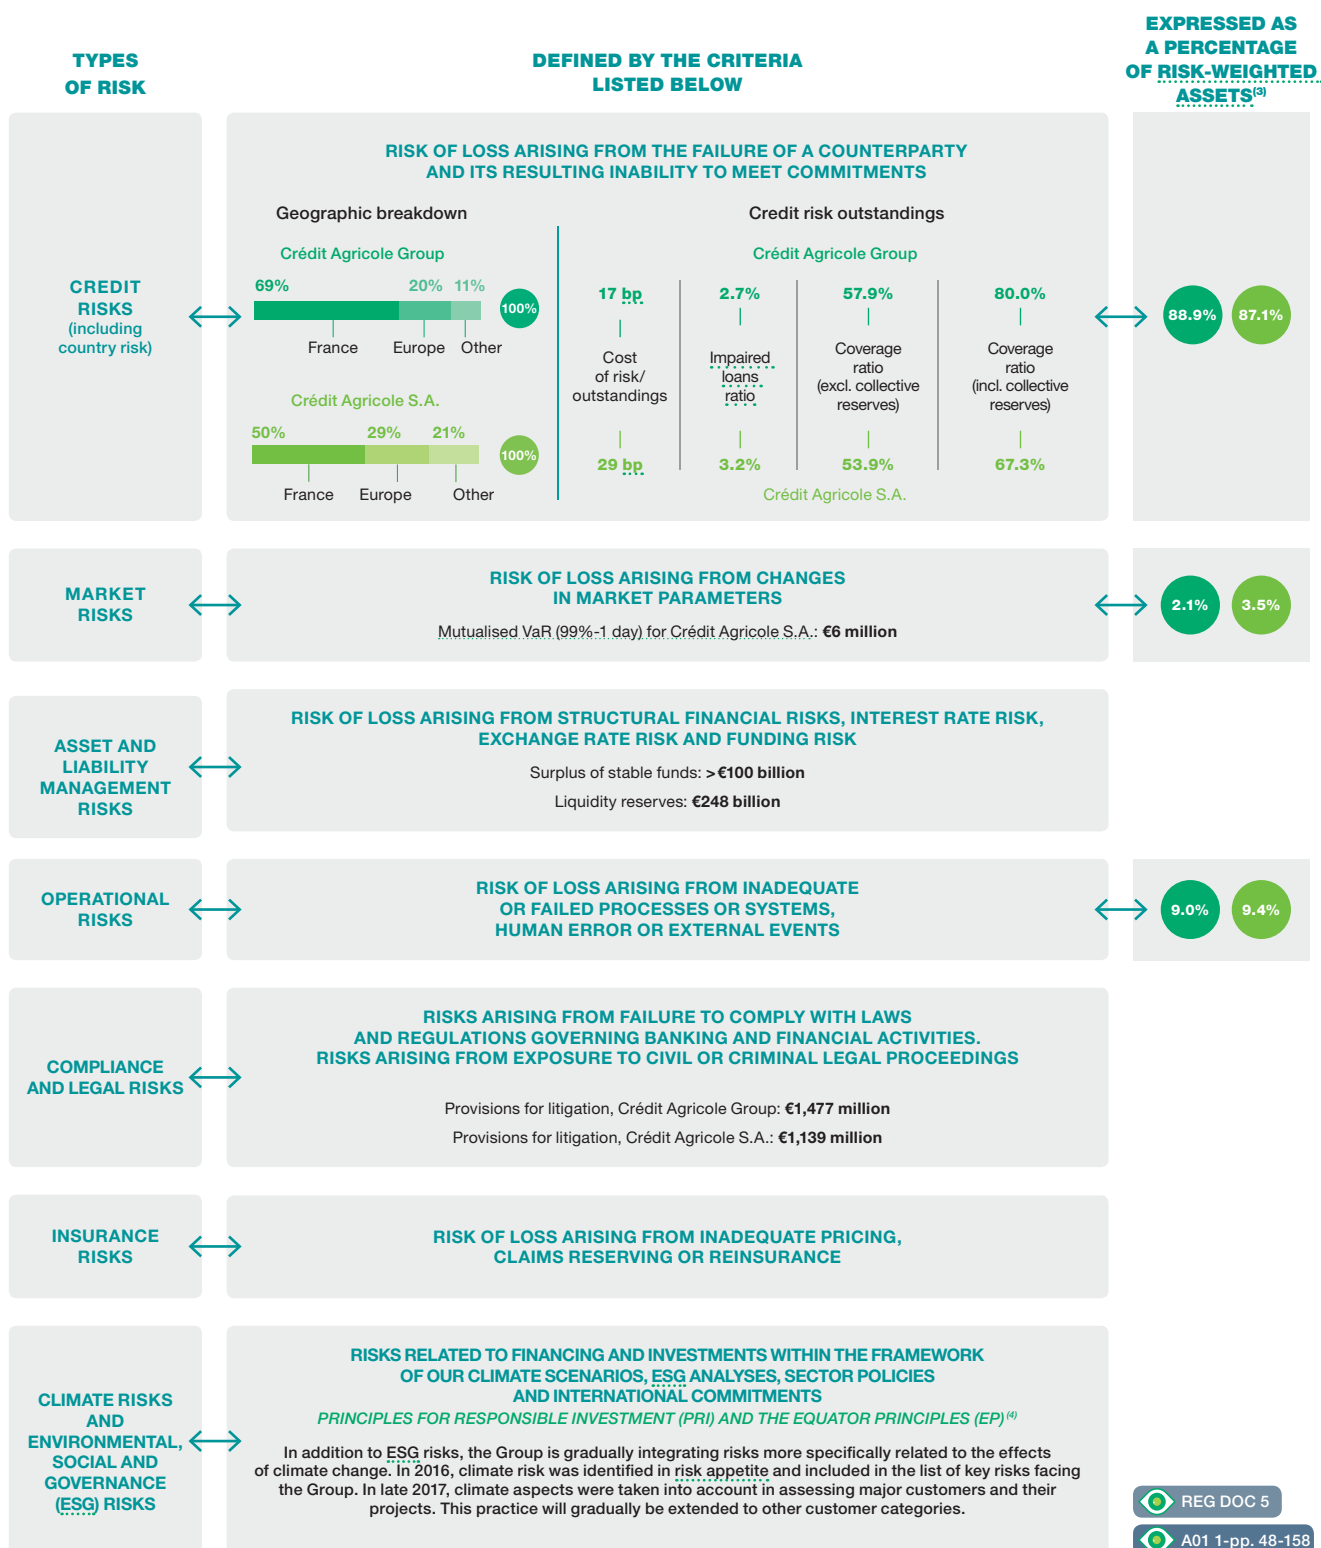 TYPES
OF RISK
DEFINED BY THE CRITERIA
LISTED BELOW
EXPRESSED AS
A PERCENTAGE
OF RISK-WEIGHTED
ASSETS(3)
CREDIT
RISKS
(including
country risk)
RISK OF LOSS ARISING FROM THE FAILURE OF A COUNTERPARTY
AND ITS RESULTING INABILITY TO MEET COMMITMENTS
Geographic breakdown
Crédit Agricole Group
69% 20% 11%
100%
France Europe Other
Crédit Agricole S.A.
50% 29% 21%
100%
France Europe Other
Credit risk outstandings
Crédit Agricole Group
17 bp 2.7% 57.9% 80.0%
Cost
of risk/
outstandings
Impaired
loans
ratio
Coverage
ratio
(excl. collective
reserves)
Coverage
ratio
(incl. collective
reserves)
29 bp 3.2% 53.9% 67.3%
Crédit Agricole S.A.
88.9% 87.1%
MARKET
RISKS
RISK OF LOSS ARISING FROM CHANGES
IN MARKET PARAMETERS
Mutualised VaR (99%-1 day) for Crédit Agricole S.A.: €6 million
2.1% 3.5%
ASSET AND
LIABILITY
MANAGEMENT
RISKS
RISK OF LOSS ARISING FROM STRUCTURAL FINANCIAL RISKS, INTEREST RATE RISK,
EXCHANGE RATE RISK AND FUNDING RISK
Surplus of stable funds: >€100 billion
Liquidity reserves: €248 billion
OPERATIONAL
RISKS
RISK OF LOSS ARISING FROM INADEQUATE
OR FAILED PROCESSES OR SYSTEMS,
HUMAN ERROR OR EXTERNAL EVENTS
9.0% 9.4%
COMPLIANCE
AND LEGAL RISKS
RISKS ARISING FROM FAILURE TO COMPLY WITH LAWS
AND REGULATIONS GOVERNING BANKING AND FINANCIAL ACTIVITIES.
RISKS ARISING FROM EXPOSURE TO CIVIL OR CRIMINAL LEGAL PROCEEDINGS
Provisions for litigation, Crédit Agricole Group: €1,477 million
Provisions for litigation, Crédit Agricole S.A.: €1,139 million
INSURANCE
RISKS
RISK OF LOSS ARISING FROM INADEQUATE PRICING,
CLAIMS RESERVING OR REINSURANCE
CLIMATE RISKS
AND
ENVIRONMENTAL,
SOCIAL AND
GOVERNANCE
(ESG) RISKS
RISKS RELATED TO FINANCING AND INVESTMENTS WITHIN THE FRAMEWORK
OF OUR CLIMATE SCENARIOS, ESG ANALYSES, SECTOR POLICIES
AND INTERNATIONAL COMMITMENTS
PRINCIPLES FOR RESPONSIBLE INVESTMENT (PRI) AND THE EQUATOR PRINCIPLES (EP)(4)
In addition to ESG risks, the Group is gradually integrating risks more specifically related to the effects
of climate change. In 2016, climate risk was identified in risk appetite and included in the list of key risks facing
the Group. In late 2017, climate aspects were taken into account in assessing major customers and their
projects. This practice will gradually be extended to other customer categories.
REG DOC 5
A01 1-pp. 48-158